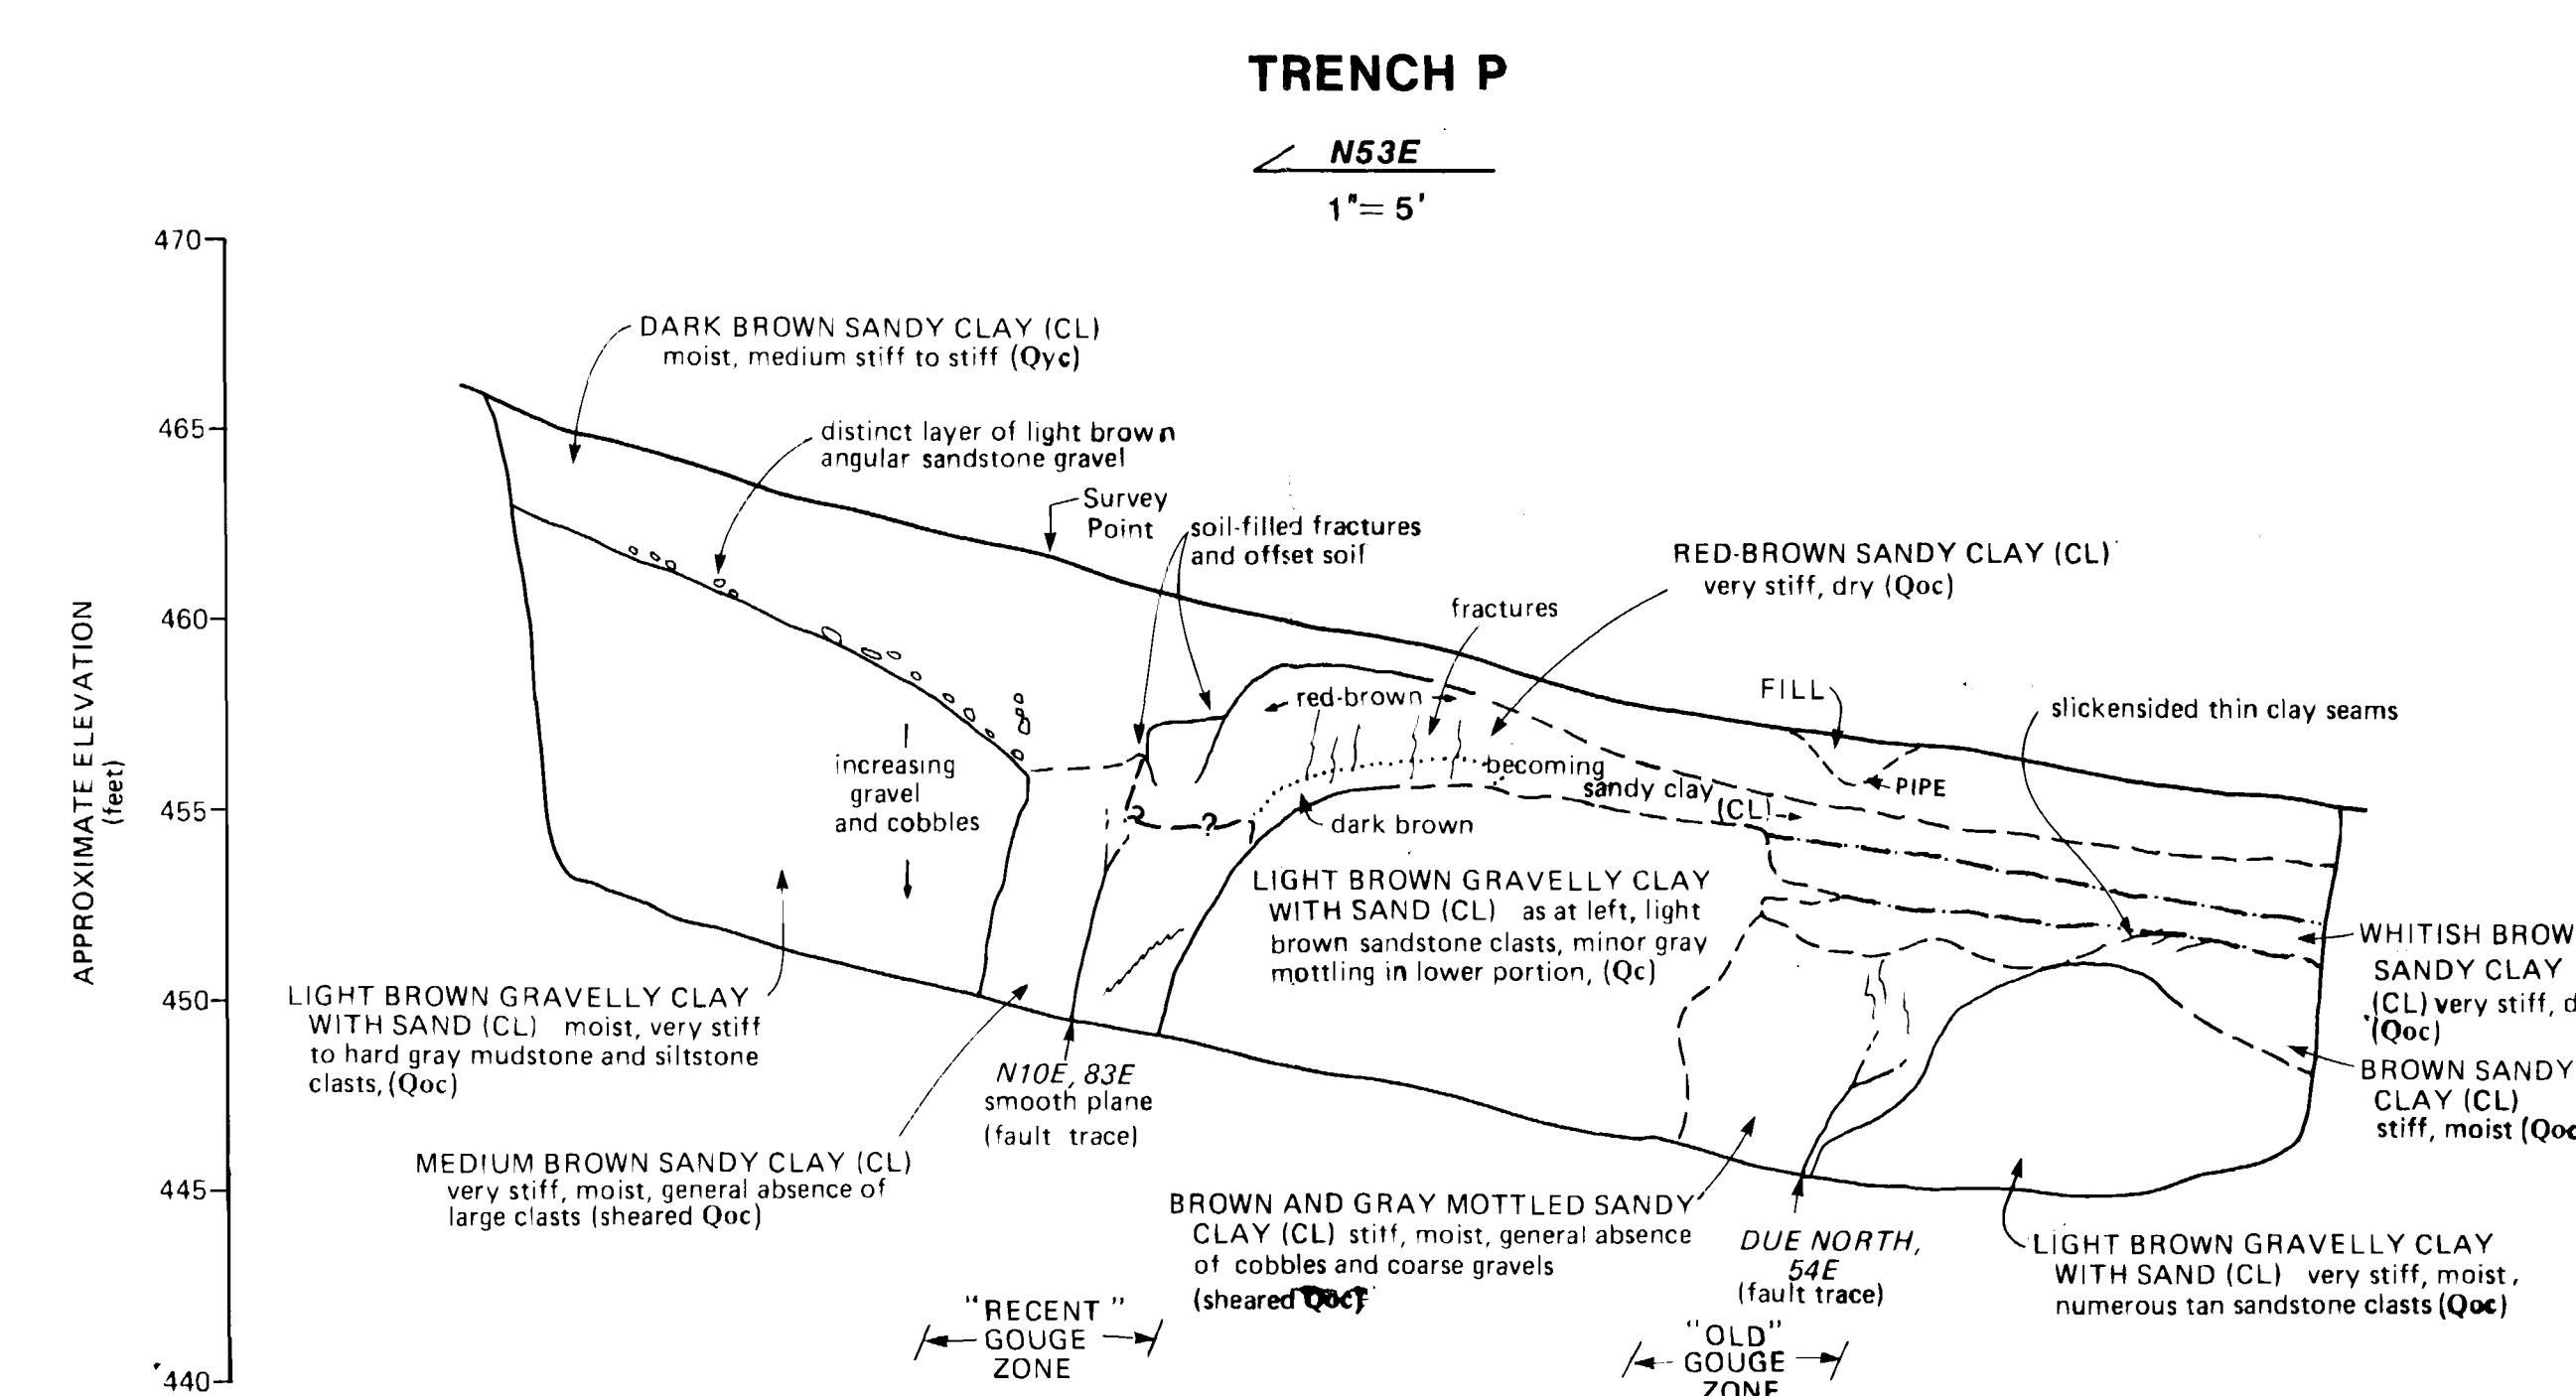 TRENCH P
N53E
1"= 5'
470
465
460
455
450
445
440
APPROXIMATE ELEVATION
(feet)
DARK BROWN SANDY CLAY (CL)
moist, medium stiff to stiff (Qyc)
distinct layer of light brown
angular sandstone gravel
Survey
Point
soil-filled fractures
and offset soil
RED-BROWN SANDY CLAY (CL)
very stiff, dry (Qoc)
fractures
red-brown
FILL
PIPE
slickensided thin clay seams
increasing
gravel
and cobbles
becoming
sandy clay
(CL)
?
?
dark brown
LIGHT BROWN GRAVELLY CLAY
WITH SAND (CL) as at left, light
brown sandstone clasts, minor gray
mottling in lower portion, (Qc)
WHITISH BROW
SANDY CLAY
(CL) very stiff, d
(Qoc)
BROWN SANDY
CLAY (CL)
stiff, moist (Qoc
LIGHT BROWN GRAVELLY CLAY
WITH SAND (CL) moist, very stiff
to hard gray mudstone and siltstone
clasts, (Qoc)
N10E, 83E
smooth plane
(fault trace)
MEDIUM BROWN SANDY CLAY (CL)
very stiff, moist, general absence of
large clasts (sheared Qoc)
BROWN AND GRAY MOTTLED SANDY
CLAY (CL) stiff, moist, general absence
of cobbles and coarse gravels
(sheared Qoc)
DUE NORTH,
54E
(fault trace)
LIGHT BROWN GRAVELLY CLAY
WITH SAND (CL) very stiff, moist,
numerous tan sandstone clasts (Qoc)
"RECENT"
GOUGE
ZONE
"OLD"
GOUGE
ZONE